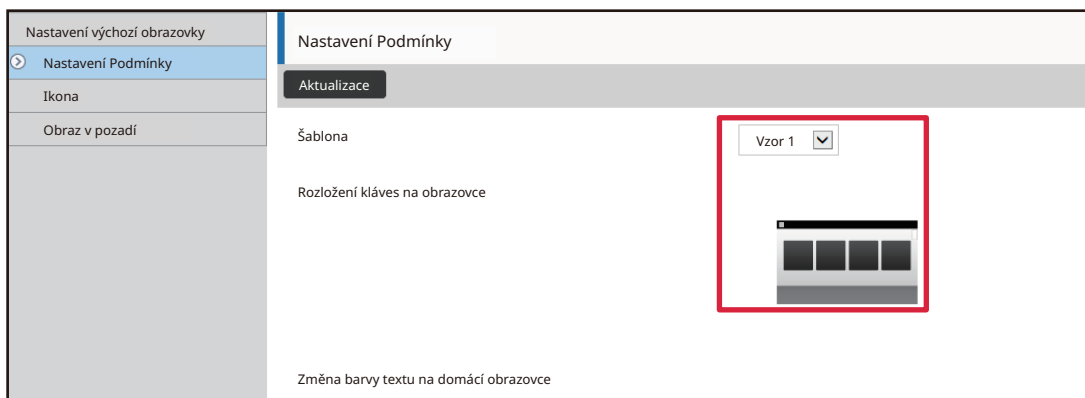 Nastavení výchozí obrazovky
Nastavení Podmínky
Ikona
Obraz v pozadí
Nastavení Podmínky
Aktualizace
Šablona
Vzor 1
Rozložení kláves na obrazovce
Změna barvy textu na domácí obrazovce